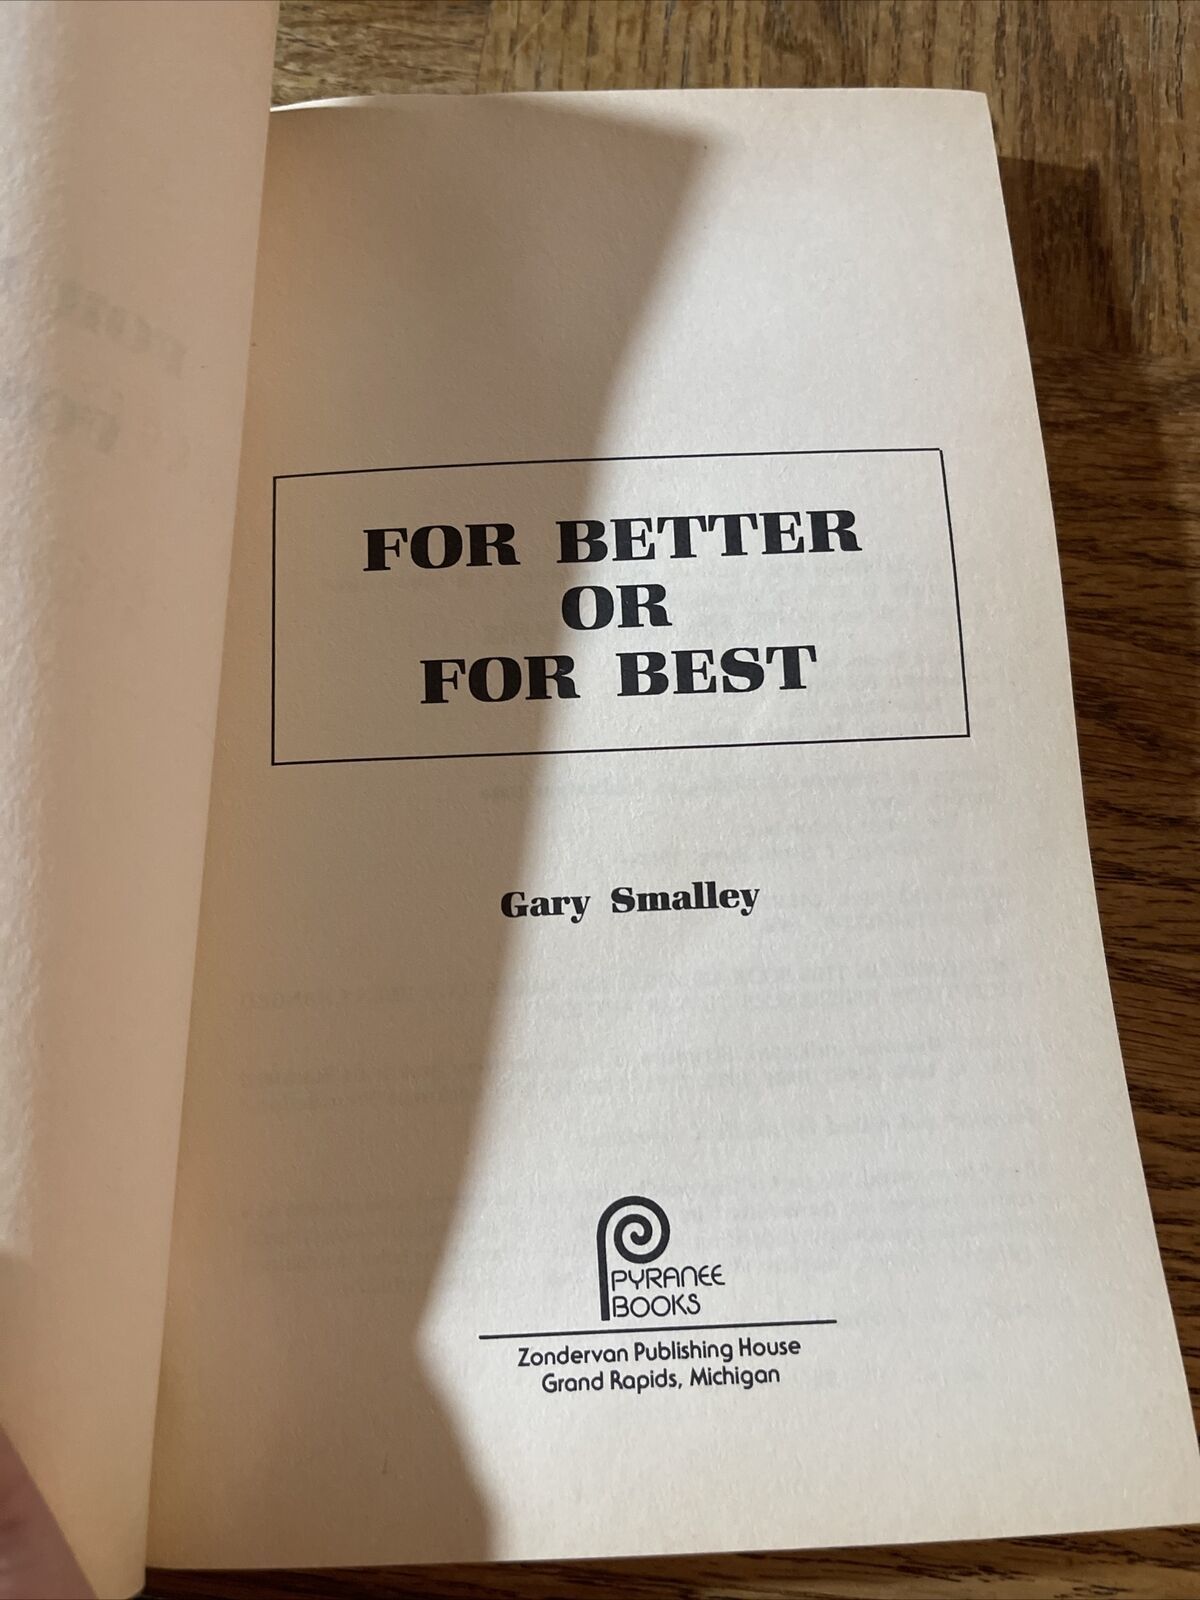 FOR BETTER
OR
FOR BEST
Gary Smalley
PYRANEE
BOOKS
Zondervan Publishing House
Grand Rapids, Michigan